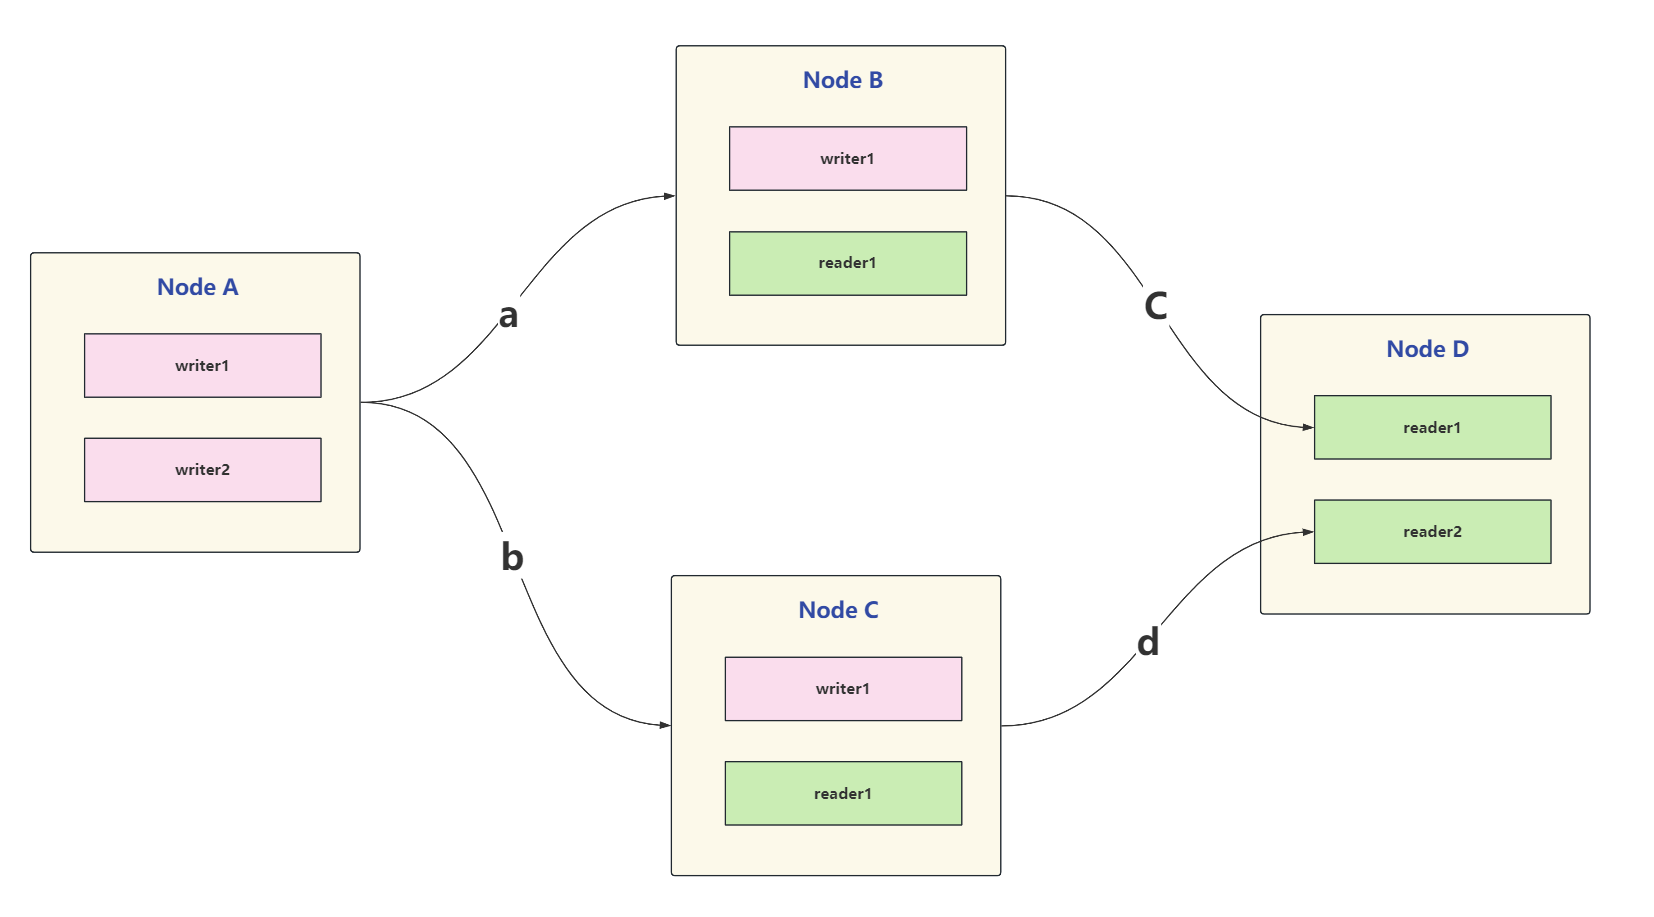 Node A
writer1
writer2
a
b
Node B
writer1
reader1
Node C
writer1
reader1
C
d
Node D
reader1
reader2